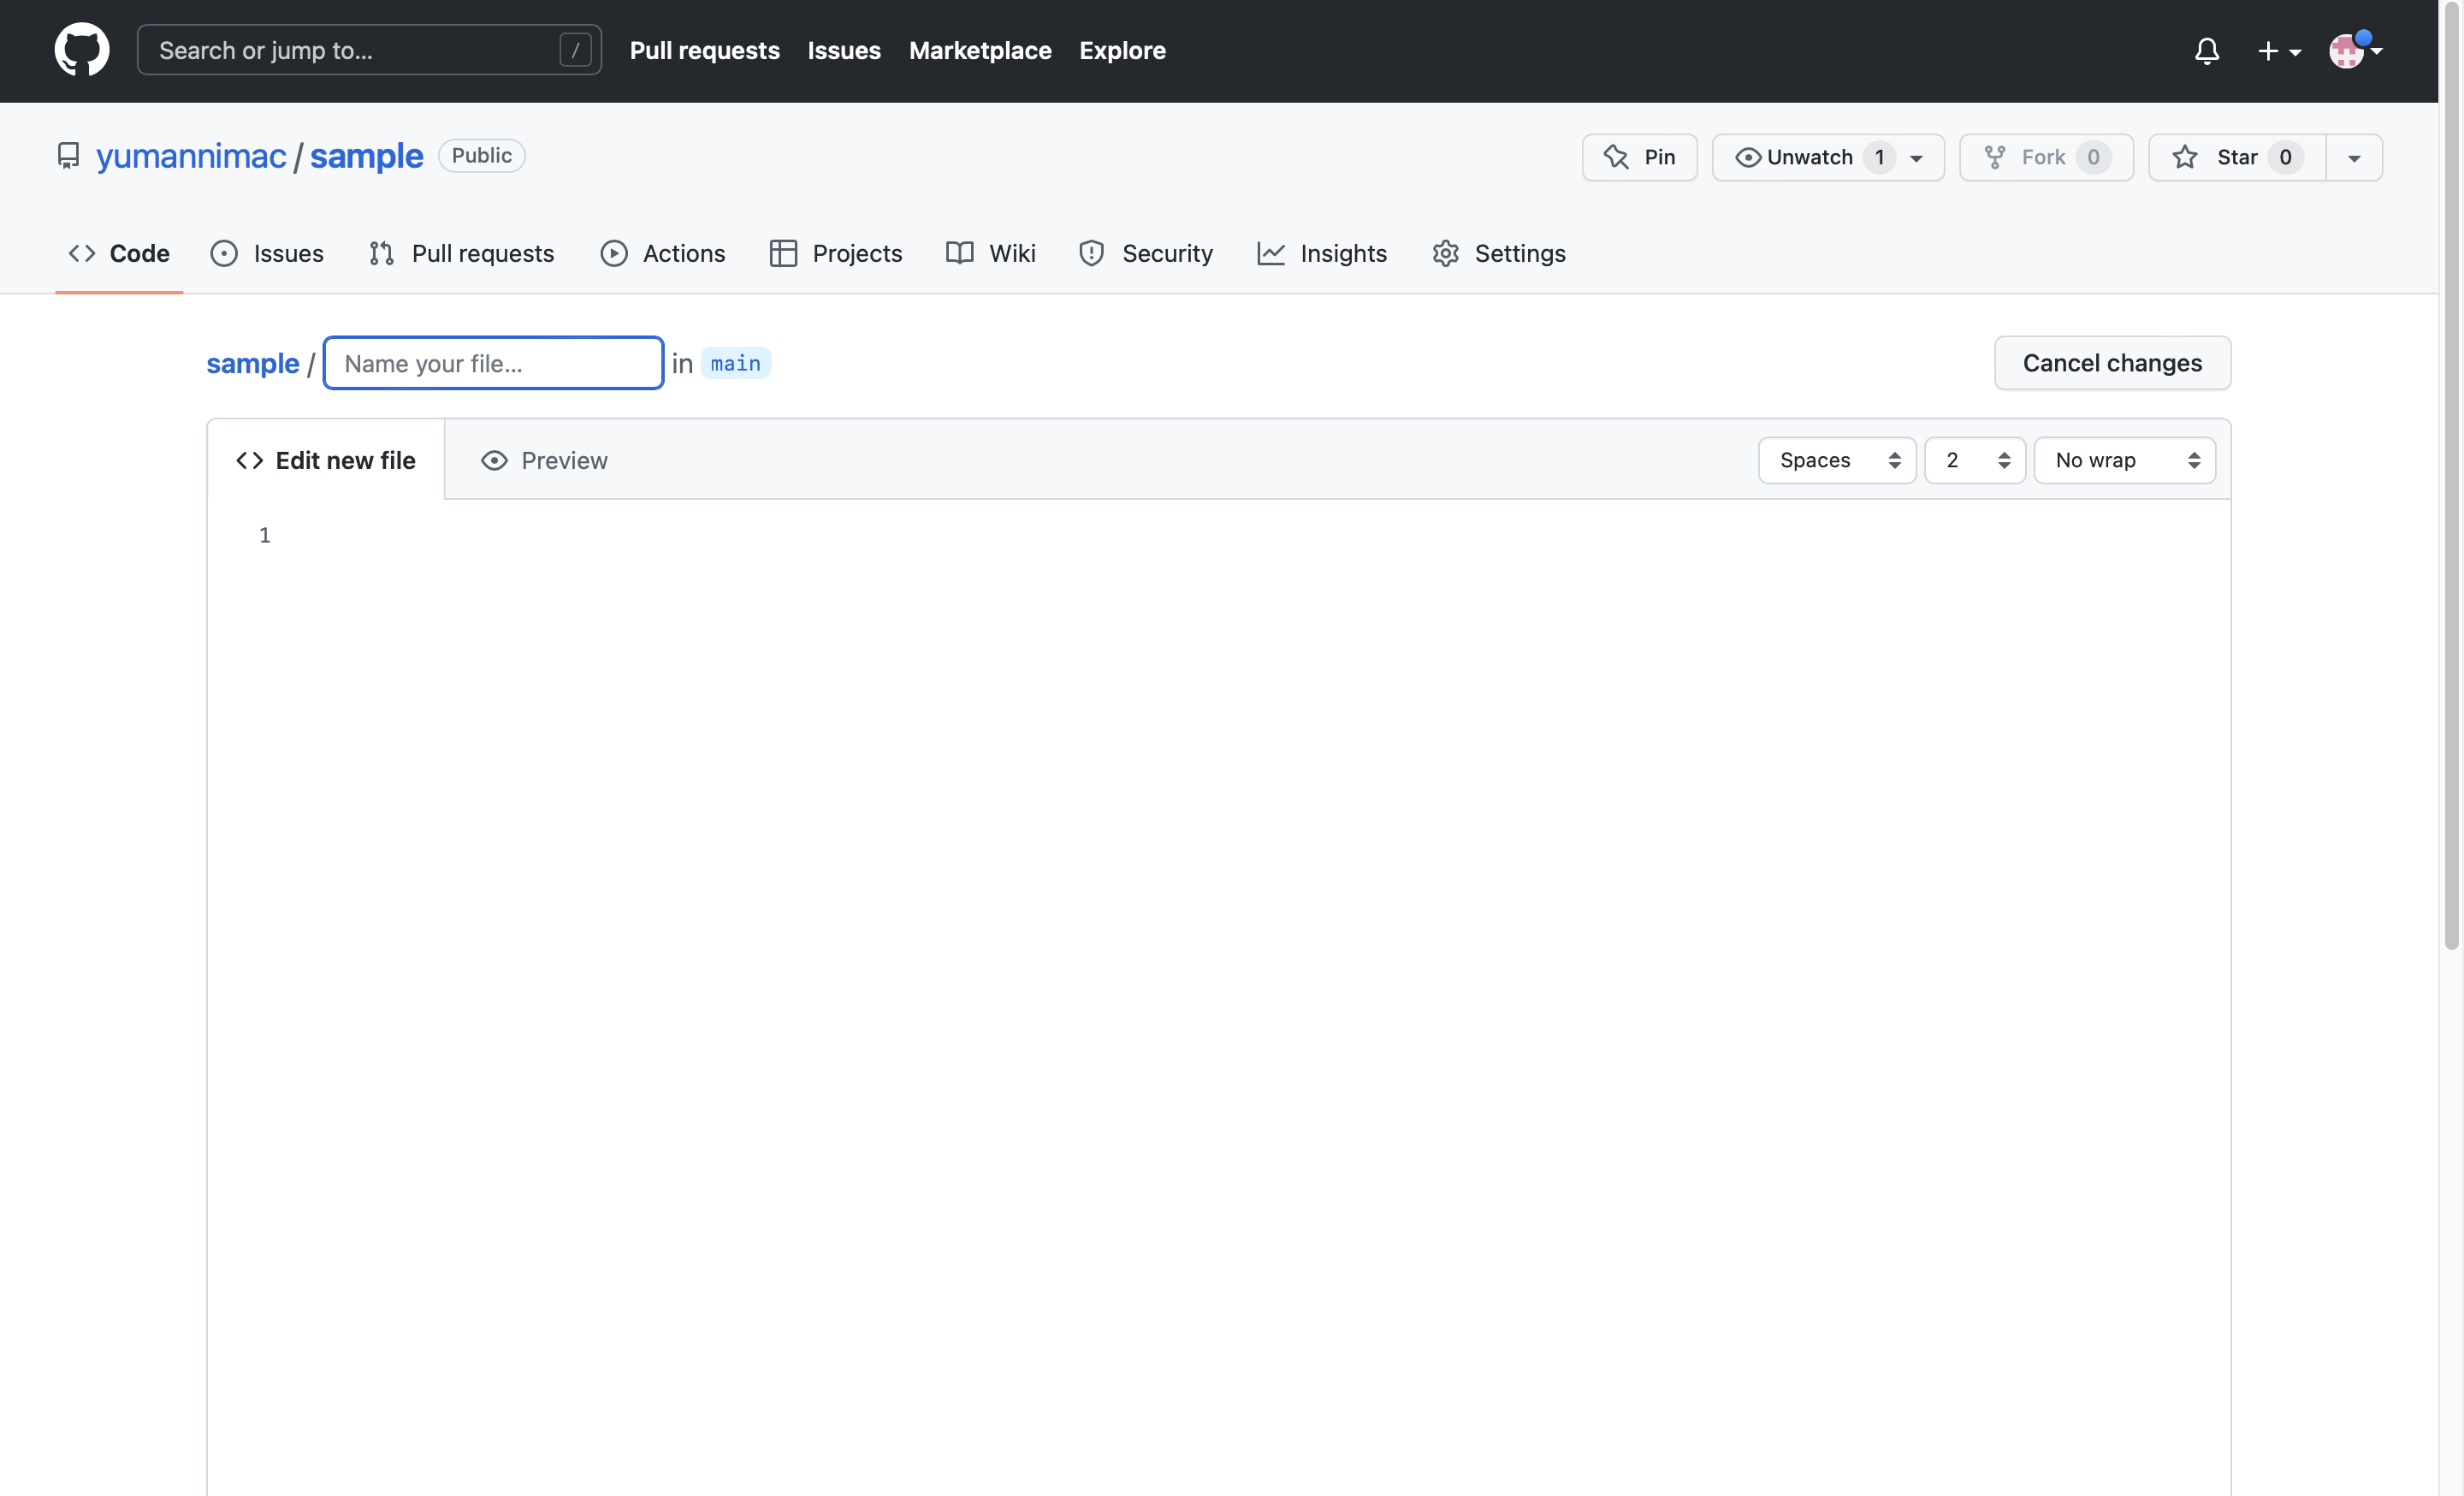 Search or jump to... /
Pull requests Issues Marketplace Explore
yumannimac / sample Public
Pin Unwatch 1 Fork 0 Star 0
Code Issues Pull requests Actions Projects Wiki Security Insights Settings
sample / Name your file... in main Cancel changes
Edit new file Preview Spaces 2 No wrap
1